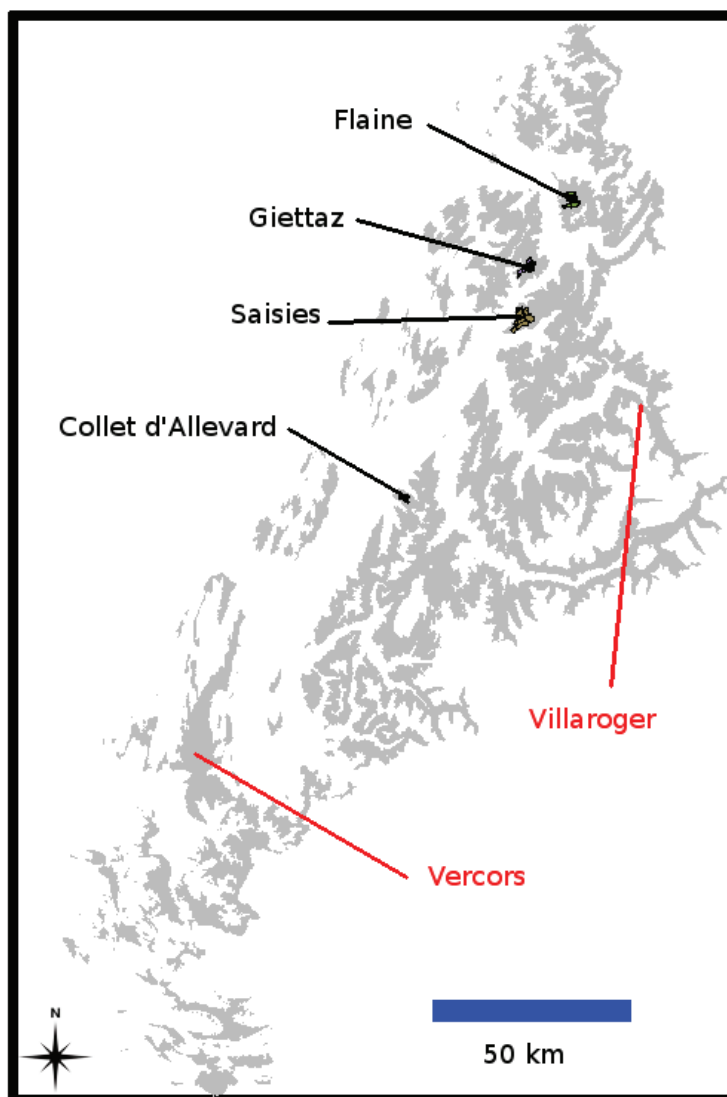 Flaine
Giettaz
Saisies
Collet d'Allevard
Villaroger
Vercors
N
50 km